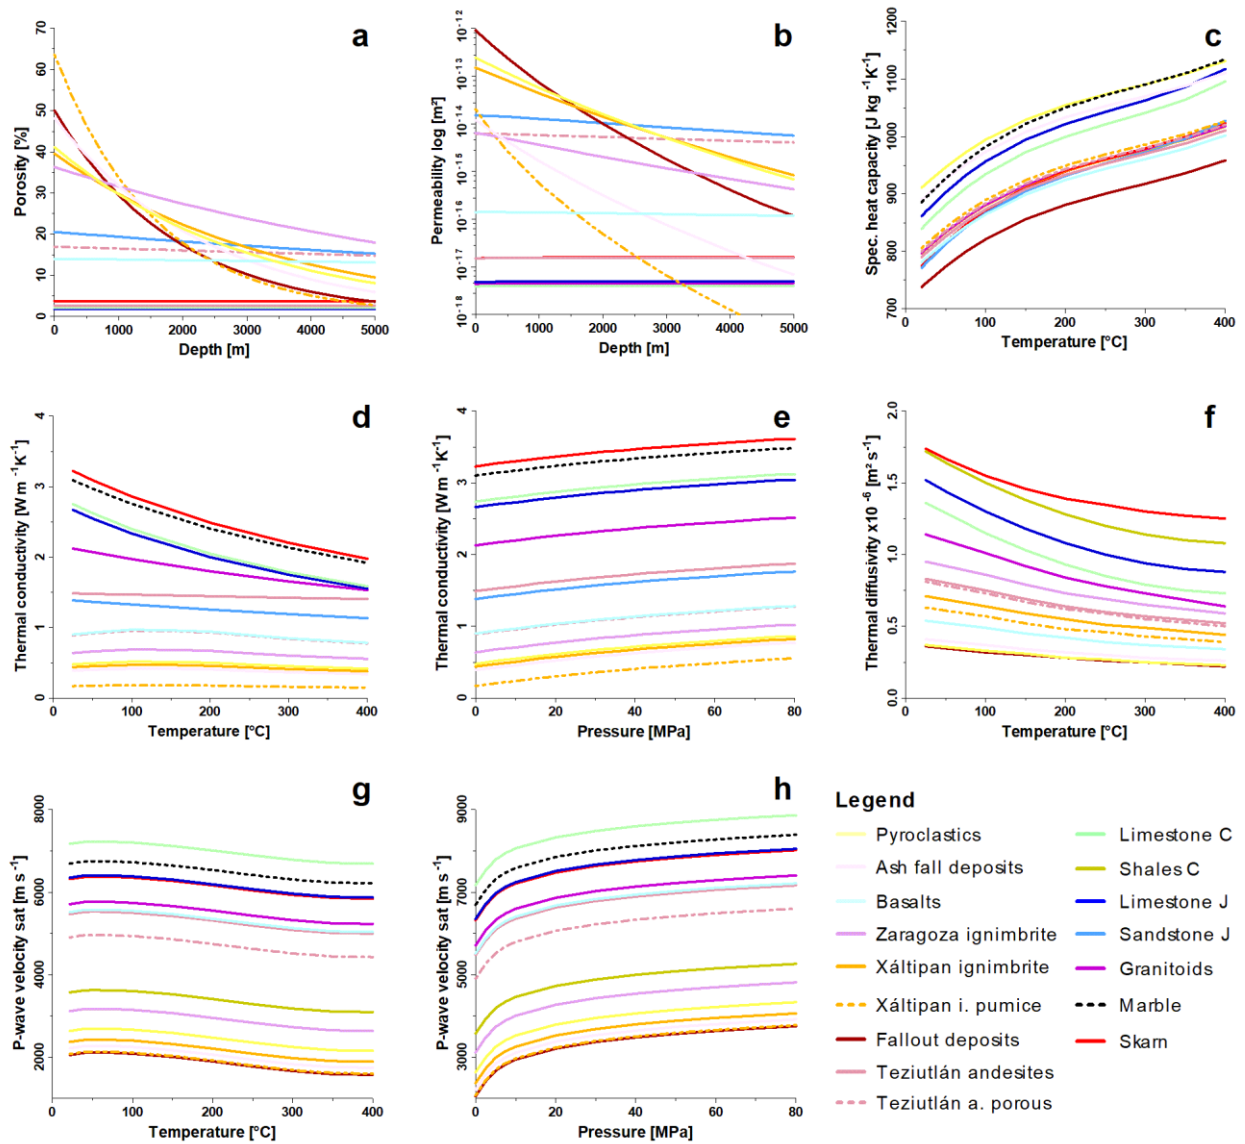 a
Porosity [%]
70
60
50
40
30
20
10
0
0
1000
2000
3000
4000
5000
Depth [m]
b
Permeability log [m²]
10⁻¹²
10⁻¹³
10⁻¹⁴
10⁻¹⁵
10⁻¹⁶
10⁻¹⁷
10⁻¹⁸
0
1000
2000
3000
4000
5000
Depth [m]
c
Spec. heat capacity [J kg⁻¹K⁻¹]
1200
1100
1000
900
800
700
0
100
200
300
400
Temperature [°C]
d
Thermal conductivity [W m⁻¹K⁻¹]
4
3
2
1
0
0
100
200
300
400
Temperature [°C]
e
Thermal conductivity [W m⁻¹K⁻¹]
4
3
2
1
0
0
20
40
60
80
Pressure [MPa]
f
Thermal diffusivity x10⁻⁶ [m² s⁻¹]
2.0
1.5
1.0
0.5
0.0
0
100
200
300
400
Temperature [°C]
g
P-wave velocity sat [m s⁻¹]
8000
6000
4000
2000
0
100
200
300
400
Temperature [°C]
h
P-wave velocity sat [m s⁻¹]
9000
7000
5000
3000
0
20
40
60
80
Pressure [MPa]
Legend
Pyroclastics
Ash fall deposits
Basalts
Zaragoza ignimbrite
Xáltipan ignimbrite
Xáltipan i. pumice
Fallout deposits
Teziutlán andesites
Teziutlán a. porous
Limestone C
Shales C
Limestone J
Sandstone J
Granitoids
Marble
Skarn